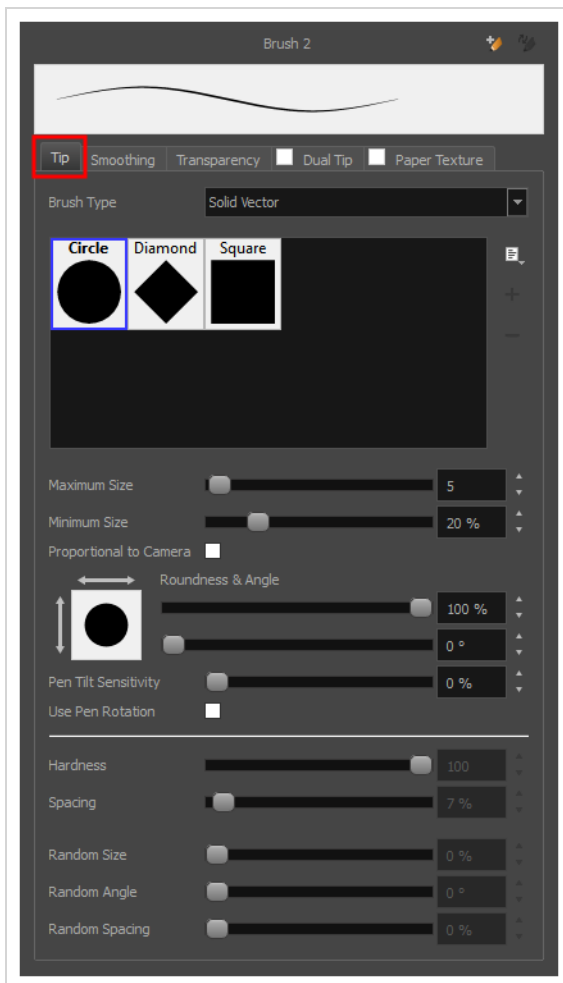 Brush 2
Tip Smoothing Transparency Dual Tip Paper Texture
Brush Type Solid Vector
Circle Diamond Square
Maximum Size 5
Minimum Size 20 %
Proportional to Camera
Roundness & Angle
100 %
0 °
Pen Tilt Sensitivity 0 %
Use Pen Rotation
Hardness 100
Spacing 7 %
Random Size 0 %
Random Angle 0 °
Random Spacing 0 %